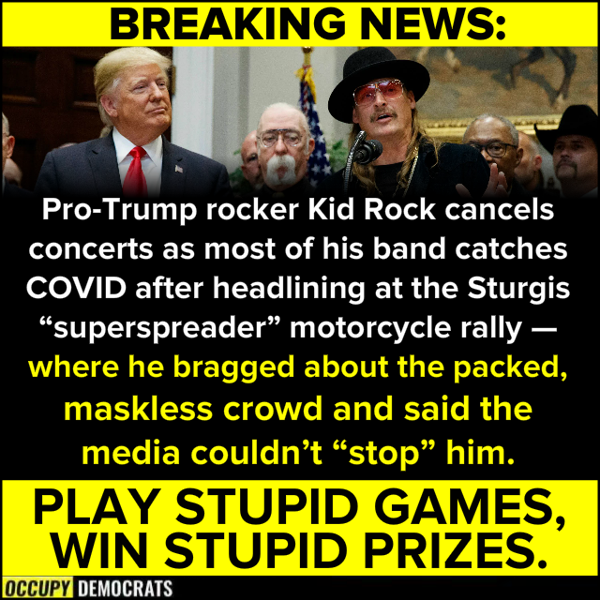 BREAKING NEWS:
Pro-Trump rocker Kid Rock cancels
concerts as most of his band catches
COVID after headlining at the Sturgis
“superspreader” motorcycle rally —
where he bragged about the packed,
maskless crowd and said the
media couldn’t “stop” him.
PLAY STUPID GAMES,
WIN STUPID PRIZES.
OCCUPY DEMOCRATS